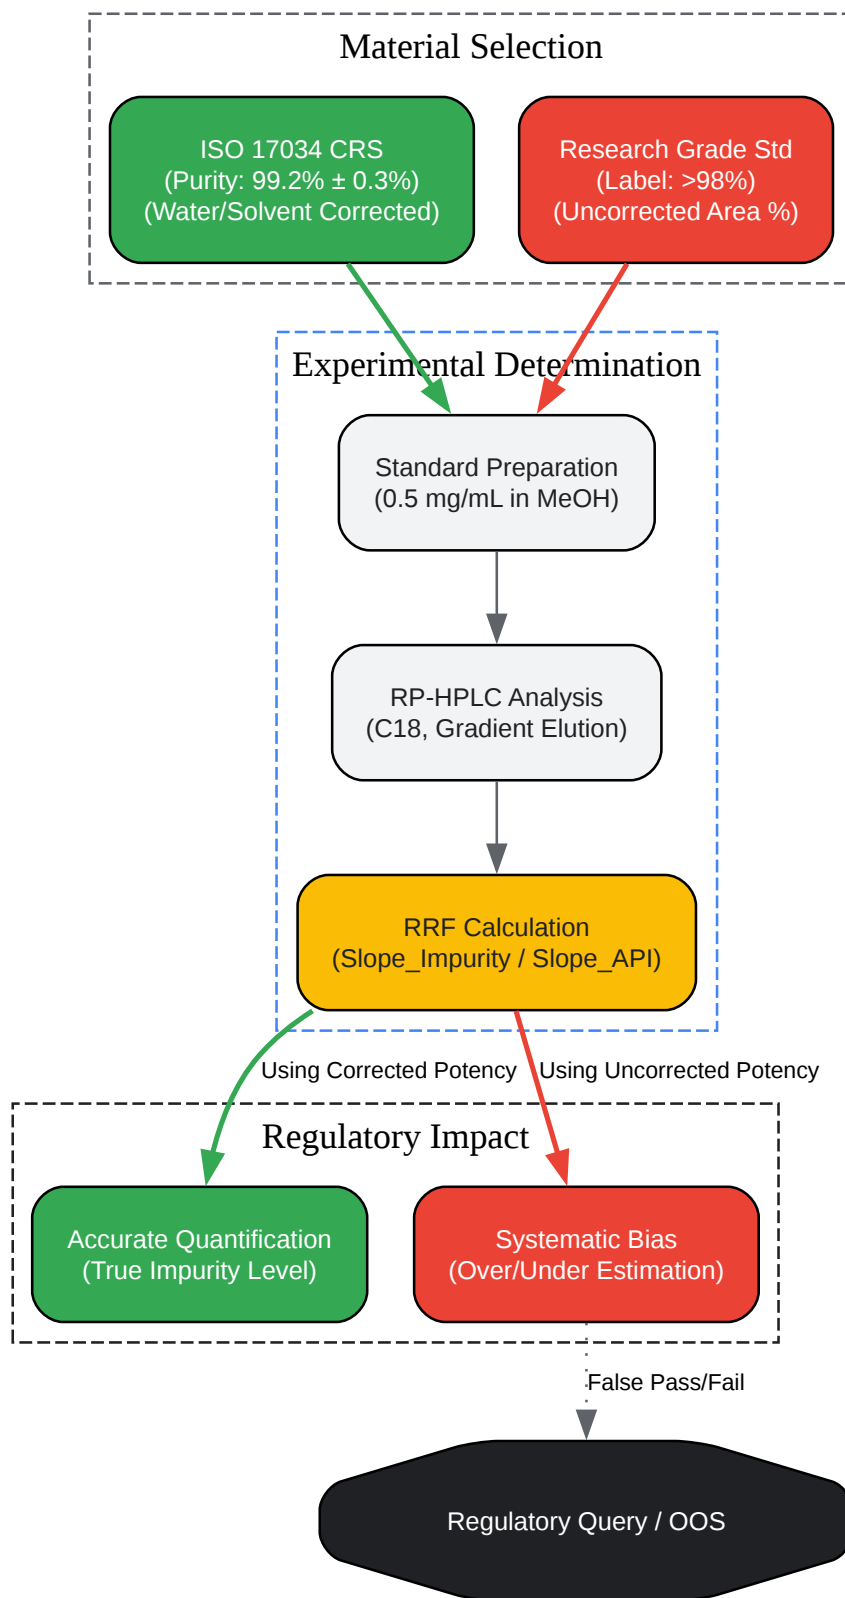 Material Selection
ISO 17034 CRS
(Purity: 99.2% ± 0.3%)
(Water/Solvent Corrected)
Research Grade Std
(Label: >98%)
(Uncorrected Area %)
Experimental Determination
Standard Preparation
(0.5 mg/mL in MeOH)
RP-HPLC Analysis
(C18, Gradient Elution)
RRF Calculation
(Slope_Impurity / Slope_API)
Using Corrected Potency
Using Uncorrected Potency
Regulatory Impact
Accurate Quantification
(True Impurity Level)
Systematic Bias
(Over/Under Estimation)
False Pass/Fail
Regulatory Query / OOS